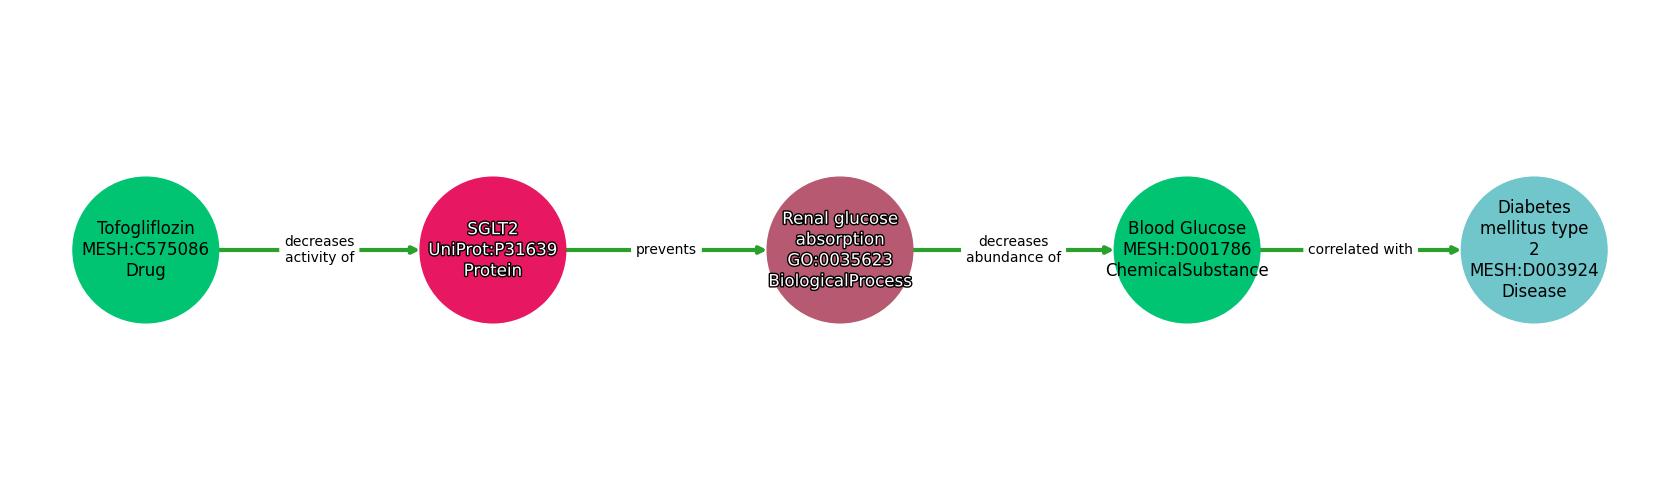 Tofogliflozin
MESH:C575086
Drug
decreases
activity of
SGLT2
UniProt:P31639
Protein
prevents
Renal glucose
absorption
GO:0035623
BiologicalProcess
decreases
abundance of
Blood Glucose
MESH:D001786
ChemicalSubstance
correlated with
Diabetes
mellitus type
2
MESH:D003924
Disease